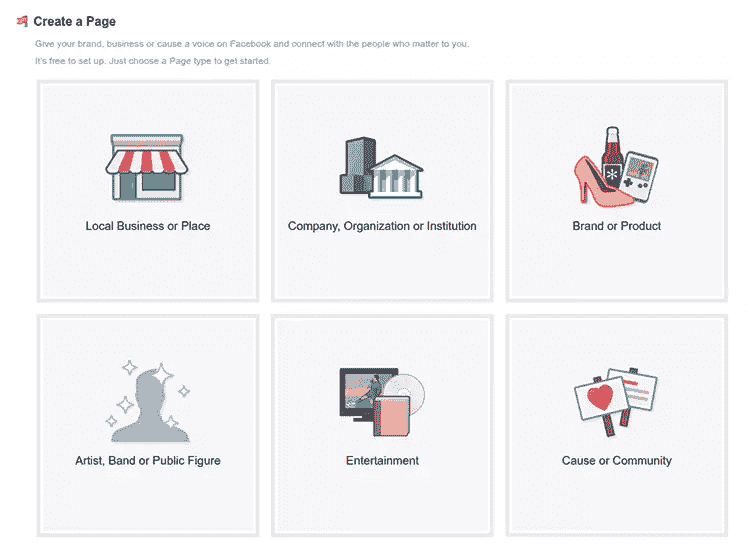 Create a Page
Give your brand, business or cause a voice on Facebook and connect with the people who matter to you.
It's free to set up. Just choose a Page type to get started.
Local Business or Place
Company, Organization or Institution
Brand or Product
Artist, Band or Public Figure
Entertainment
Cause or Community